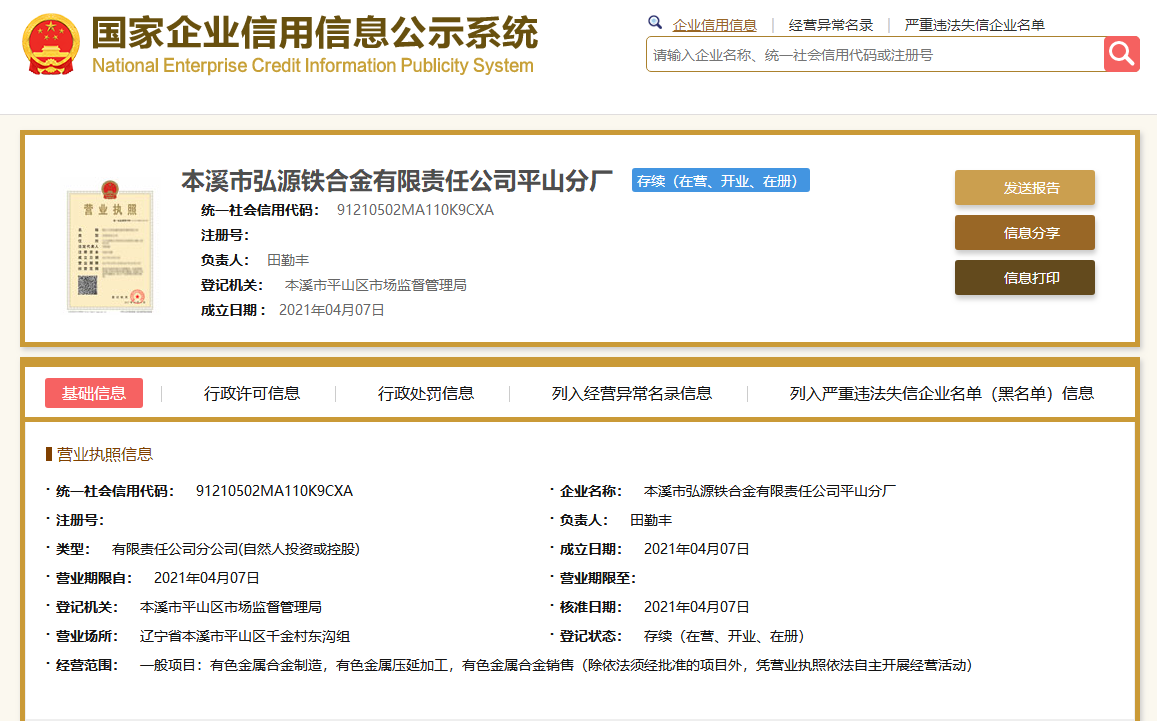 国家企业信用信息公示系统
National Enterprise Credit Information Publicity System
企业信用信息 | 经营异常名录 | 严重违法失信企业名单
请输入企业名称、统一社会信用代码或注册号
本溪市弘源铁合金有限责任公司平山分厂 存续（在营、开业、在册）
统一社会信用代码： 91210502MA110K9CXA
注册号：
负责人： 田勤丰
登记机关： 本溪市平山区市场监督管理局
成立日期： 2021年04月07日
发送报告
信息分享
信息打印
营业执照
基础信息 | 行政许可信息 | 行政处罚信息 | 列入经营异常名录信息 | 列入严重违法失信企业名单（黑名单）信息
营业执照信息
· 统一社会信用代码： 91210502MA110K9CXA · 企业名称： 本溪市弘源铁合金有限责任公司平山分厂
· 注册号： · 负责人： 田勤丰
· 类型： 有限责任公司分公司(自然人投资或控股) · 成立日期： 2021年04月07日
· 营业期限自： 2021年04月07日 · 营业期限至：
· 登记机关： 本溪市平山区市场监督管理局 · 核准日期： 2021年04月07日
· 营业场所： 辽宁省本溪市平山区千金村东沟组 · 登记状态： 存续（在营、开业、在册）
· 经营范围： 一般项目：有色金属合金制造，有色金属压延加工，有色金属合金销售（除依法须经批准的项目外，凭营业执照依法自主开展经营活动）